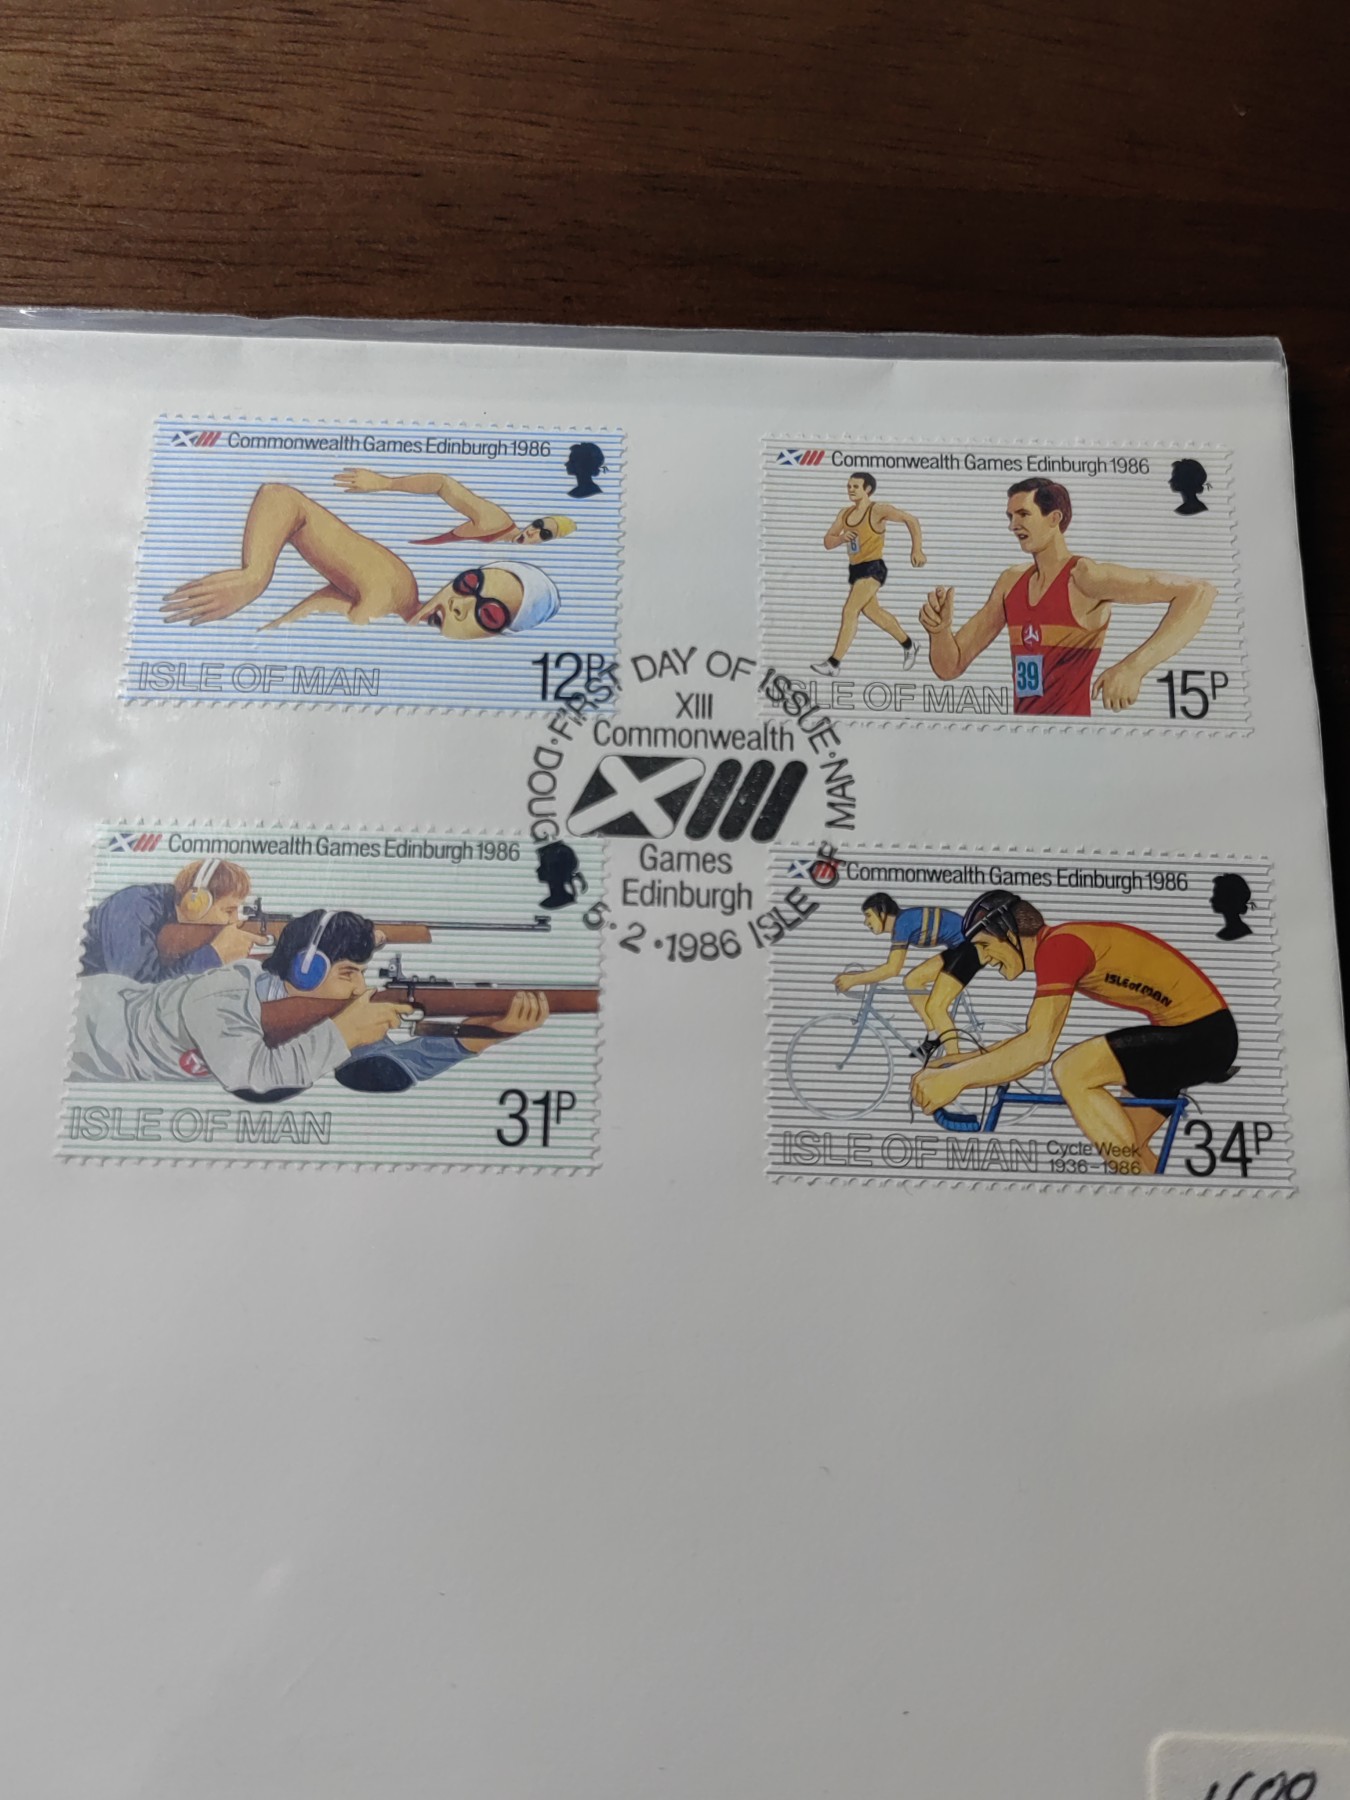 Commonwealth Games Edinburgh 1986
ISLE OF MAN
12P
Commonwealth Games Edinburgh 1986
39
ISLE OF MAN
15P
FIRST DAY OF ISSUE · ISLE OF MAN
XIII
Commonwealth
Games
Edinburgh
5·2·1986
Commonwealth Games Edinburgh 1986
ISLE OF MAN
31P
Commonwealth Games Edinburgh 1986
ISLE of MAN
ISLE OF MAN
Cycle Week
1936-1986
34P